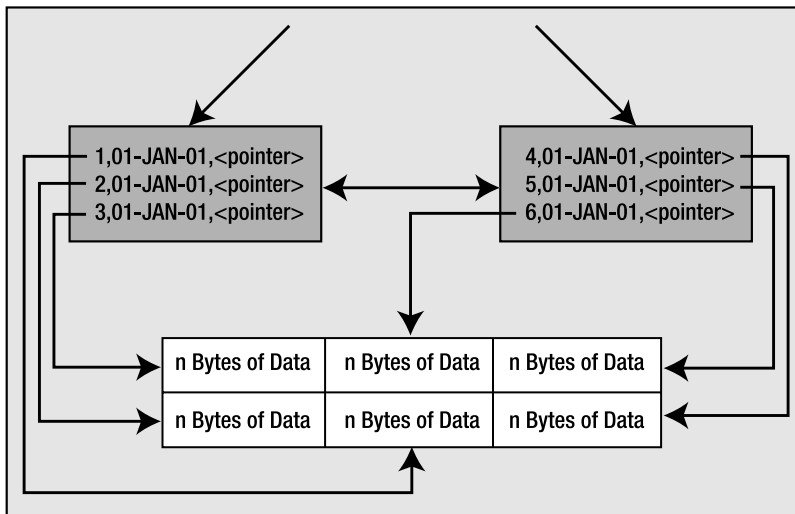 1,01-JAN-01,<pointer>
2,01-JAN-01,<pointer>
3,01-JAN-01,<pointer>
4,01-JAN-01,<pointer>
5,01-JAN-01,<pointer>
6,01-JAN-01,<pointer>
n Bytes of Data n Bytes of Data n Bytes of Data
n Bytes of Data n Bytes of Data n Bytes of Data